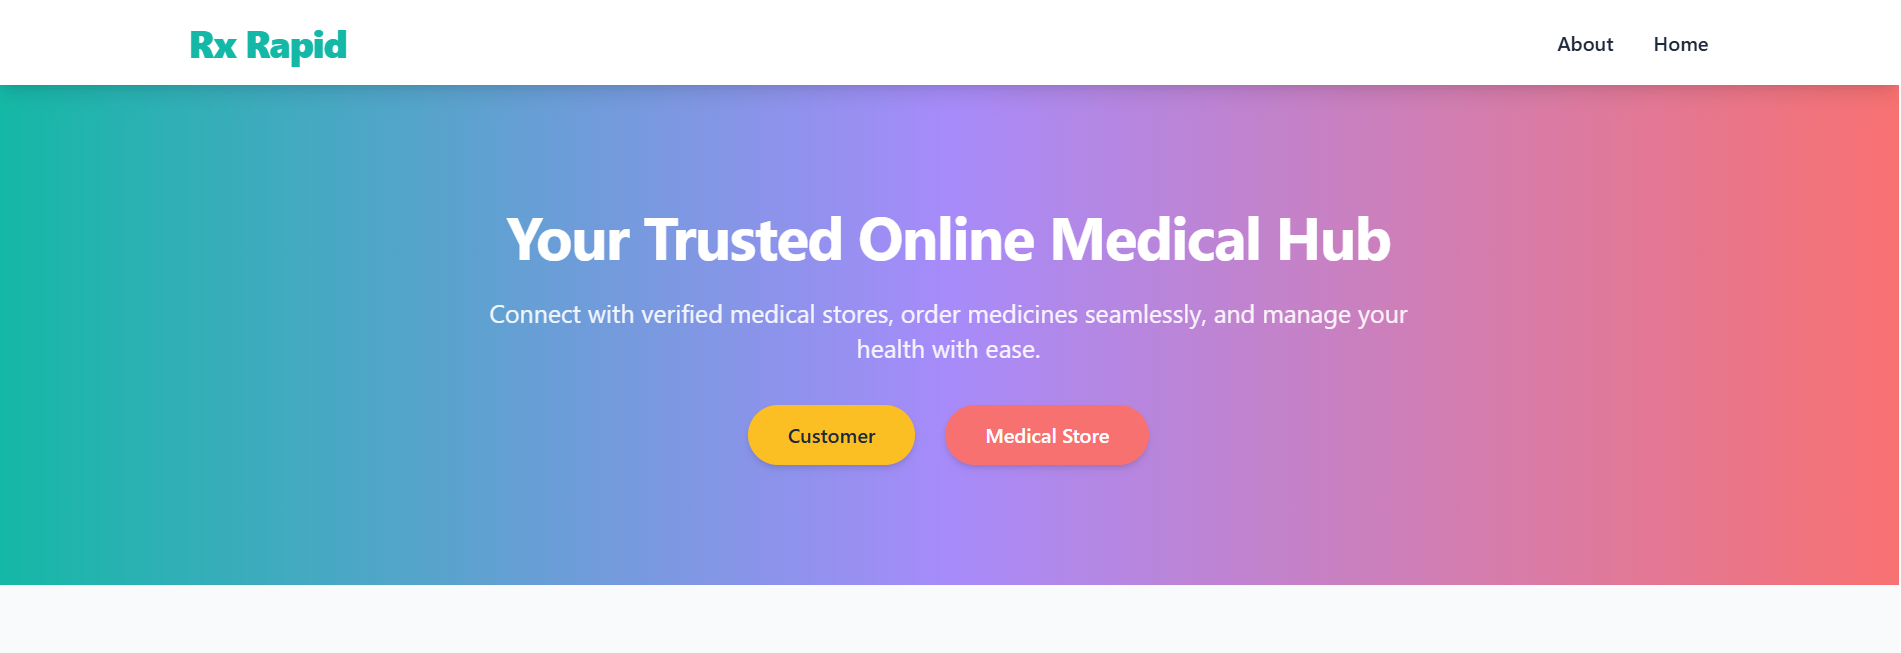 Rx Rapid
About
Home
Your Trusted Online Medical Hub
Connect with verified medical stores, order medicines seamlessly, and manage your
health with ease.
Customer
Medical Store